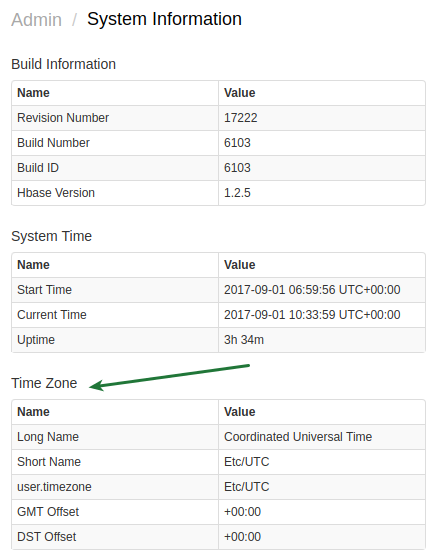 Admin / System Information
Build Information
Name Value
Revision Number 17222
Build Number 6103
Build ID 6103
Hbase Version 1.2.5
System Time
Name Value
Start Time 2017-09-01 06:59:56 UTC+00:00
Current Time 2017-09-01 10:33:59 UTC+00:00
Uptime 3h 34m
Time Zone
Name Value
Long Name Coordinated Universal Time
Short Name Etc/UTC
user.timezone Etc/UTC
GMT Offset +00:00
DST Offset +00:00